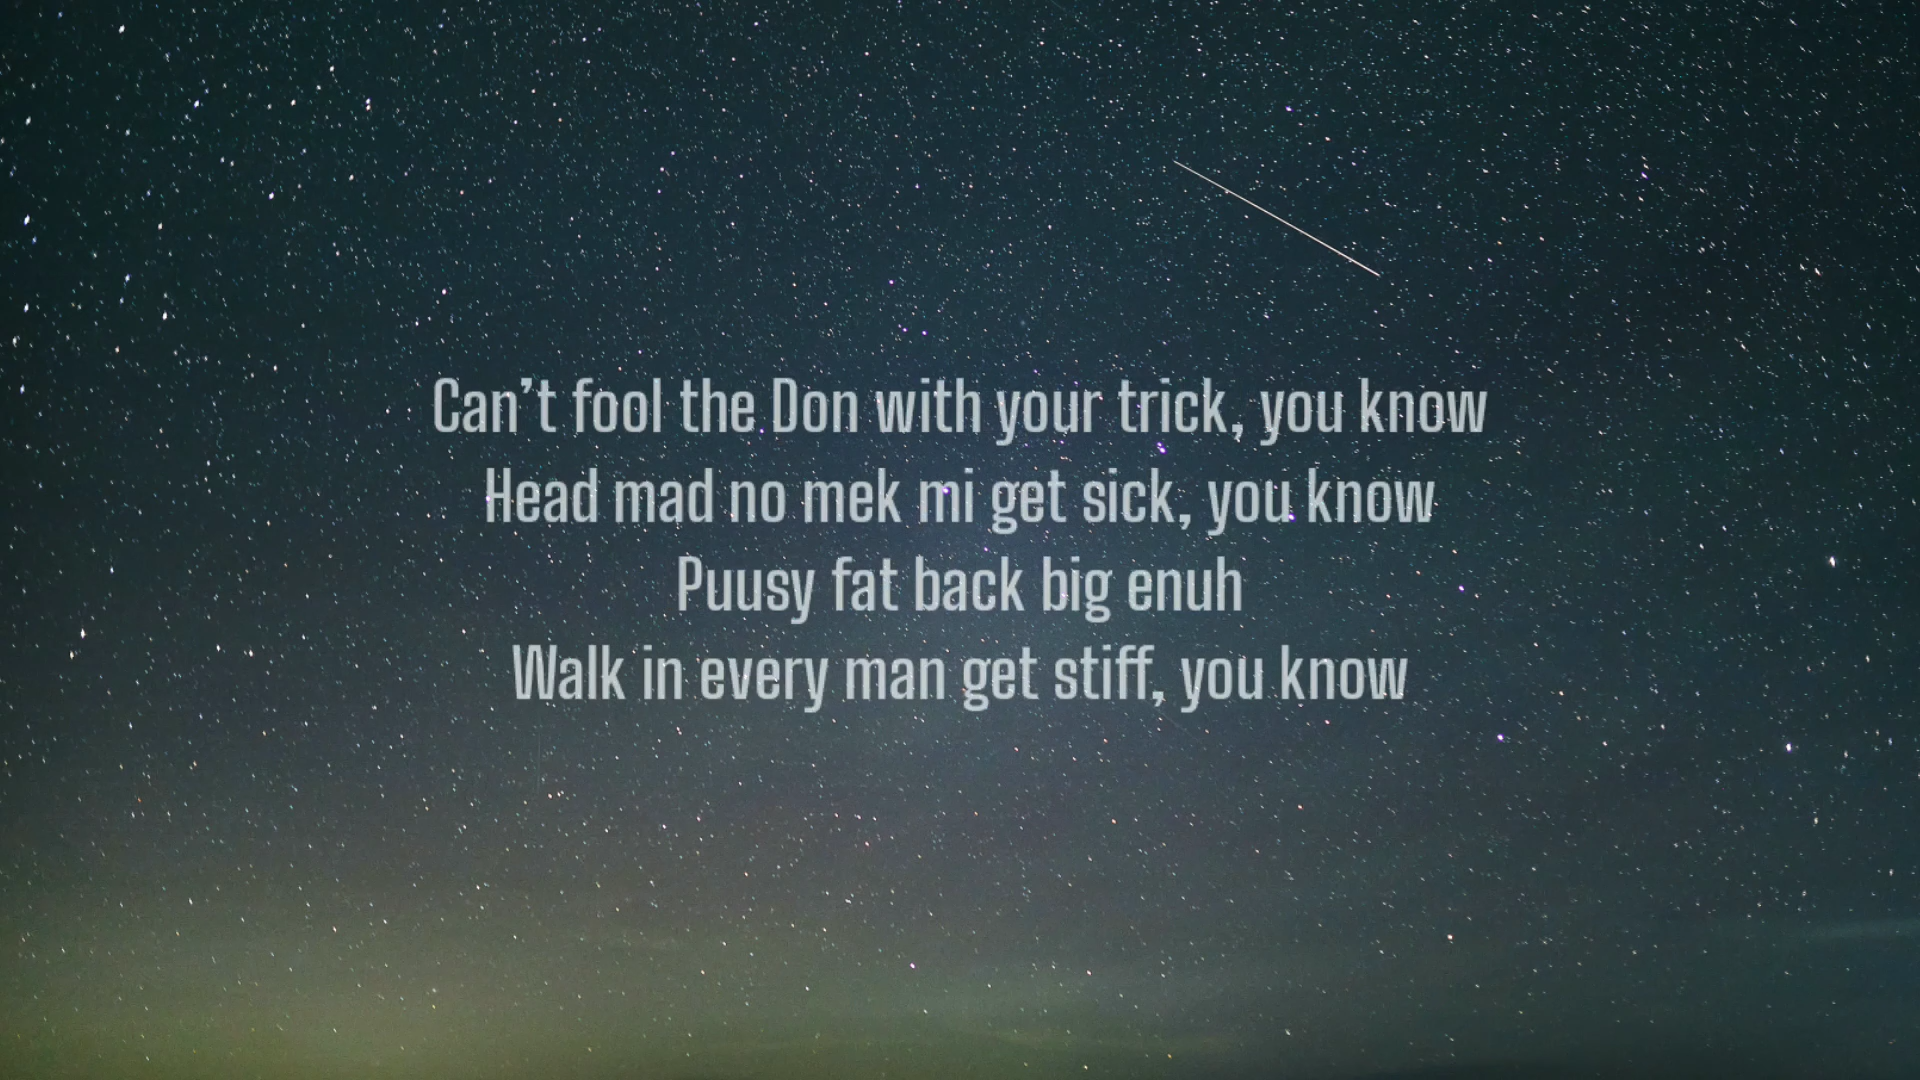 Can’t fool the Don with your trick, you know
Head mad no mek mi get sick, you know
Puusy fat back big enuh
Walk in every man get stiff, you know